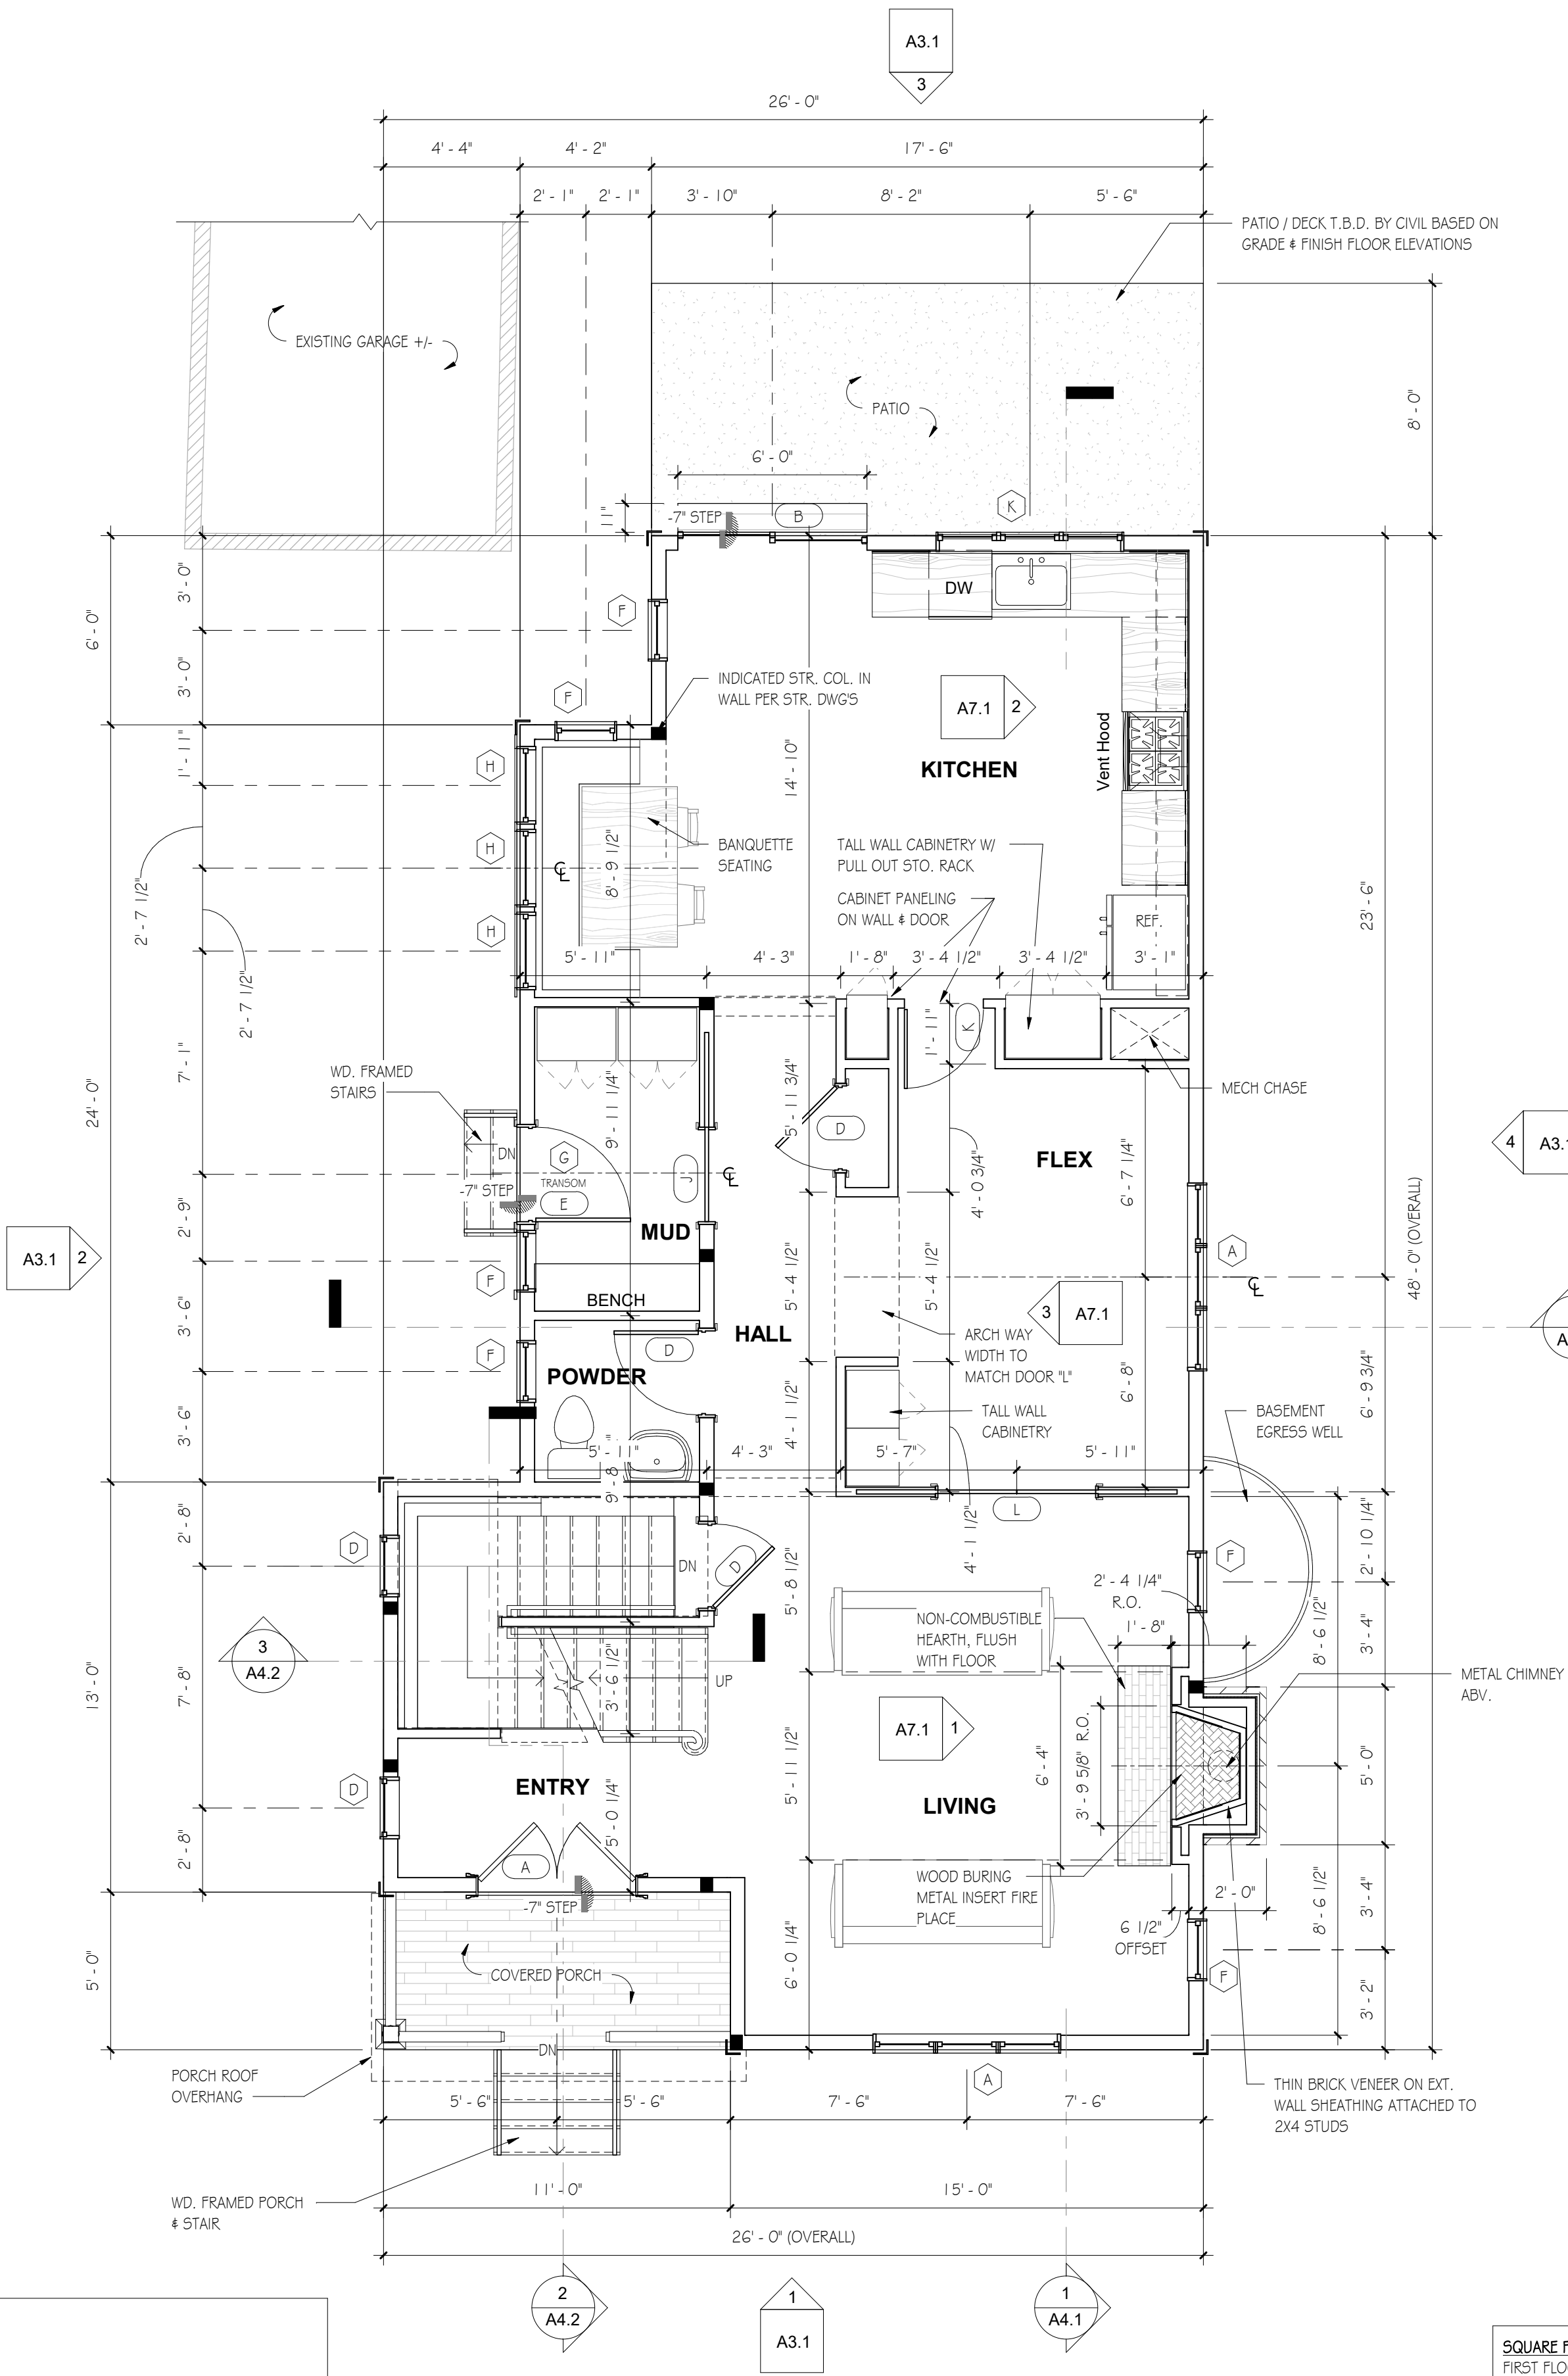 A3.1
3
26' - 0"
4' - 4"
4' - 2"
17' - 6"
2' - 1"
2' - 1"
3' - 10"
8' - 2"
5' - 6"
PATIO / DECK T.B.D. BY CIVIL BASED ON
GRADE & FINISH FLOOR ELEVATIONS
EXISTING GARAGE +/-
PATIO
8' - 0"
6' - 0"
11"
-7" STEP
B
K
DW
3' - 0"
6' - 0"
3' - 0"
F
F
INDICATED STR. COL. IN
WALL PER STR. DWG'S
A7.1
2
KITCHEN
Vent Hood
14' - 10"
1' - 11"
H
H
H
2' - 7 1/2"
2' - 7 1/2"
8' - 9 1/2"
BANQUETTE
SEATING
TALL WALL CABINETRY W/
PULL OUT STO. RACK
CABINET PANELING
ON WALL & DOOR
REF.
23' - 6"
5' - 11"
4' - 3"
1' - 8"
3' - 4 1/2"
3' - 4 1/2"
3' - 1"
1' - 11"
K
7' - 1"
24' - 0"
WD. FRAMED
STAIRS
9' - 11 1/4"
5' - 11 3/4"
D
MECH CHASE
DN
G
TRANSOM
E
-7" STEP
J
MUD
4' - 0 3/4"
FLEX
6' - 7 1/4"
4
A3.1
48' - 0" (OVERALL)
2' - 9"
A3.1
2
F
BENCH
5' - 4 1/2"
5' - 4 1/2"
A
3
A7.1
3' - 6"
HALL
D
F
POWDER
ARCH WAY
WIDTH TO
MATCH DOOR "L"
6' - 8"
6' - 9 3/4"
3' - 6"
4' - 1 1/2"
TALL WALL
CABINETRY
BASEMENT
EGRESS WELL
5' - 11"
4' - 3"
5' - 7"
5' - 11"
9' - 8"
L
2' - 8"
D
DN
D
5' - 8 1/2"
4' - 1 1/2"
F
2' - 10 1/4"
2' - 4 1/4"
R.O.
1' - 8"
NON-COMBUSTIBLE
HEARTH, FLUSH
WITH FLOOR
8' - 6 1/2"
3' - 4"
3
A4.2
13' - 0"
7' - 8"
3' - 6 1/2"
UP
METAL CHIMNEY
ABV.
A7.1
1
6' - 4"
3' - 9 5/8" R.O.
5' - 11 1/2"
5' - 0"
D
ENTRY
LIVING
5' - 0 1/4"
2' - 8"
A
-7" STEP
WOOD BURING
METAL INSERT FIRE
PLACE
2' - 0"
6 1/2"
OFFSET
8' - 6 1/2"
3' - 4"
F
COVERED PORCH
6' - 0 1/4"
5' - 0"
3' - 2"
DN
PORCH ROOF
OVERHANG
A
THIN BRICK VENEER ON EXT.
WALL SHEATHING ATTACHED TO
2X4 STUDS
5' - 6"
5' - 6"
7' - 6"
7' - 6"
WD. FRAMED PORCH
& STAIR
11' - 0"
15' - 0"
26' - 0" (OVERALL)
2
A4.2
1
A3.1
1
A4.1
SQUARE
FIRST